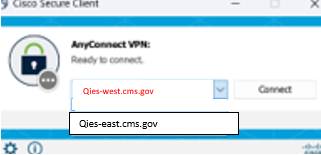 Cisco Secure Client
AnyConnect VPN:
Ready to connect.
Qies-west.cms.gov
Connect
Qies-east.cms.gov